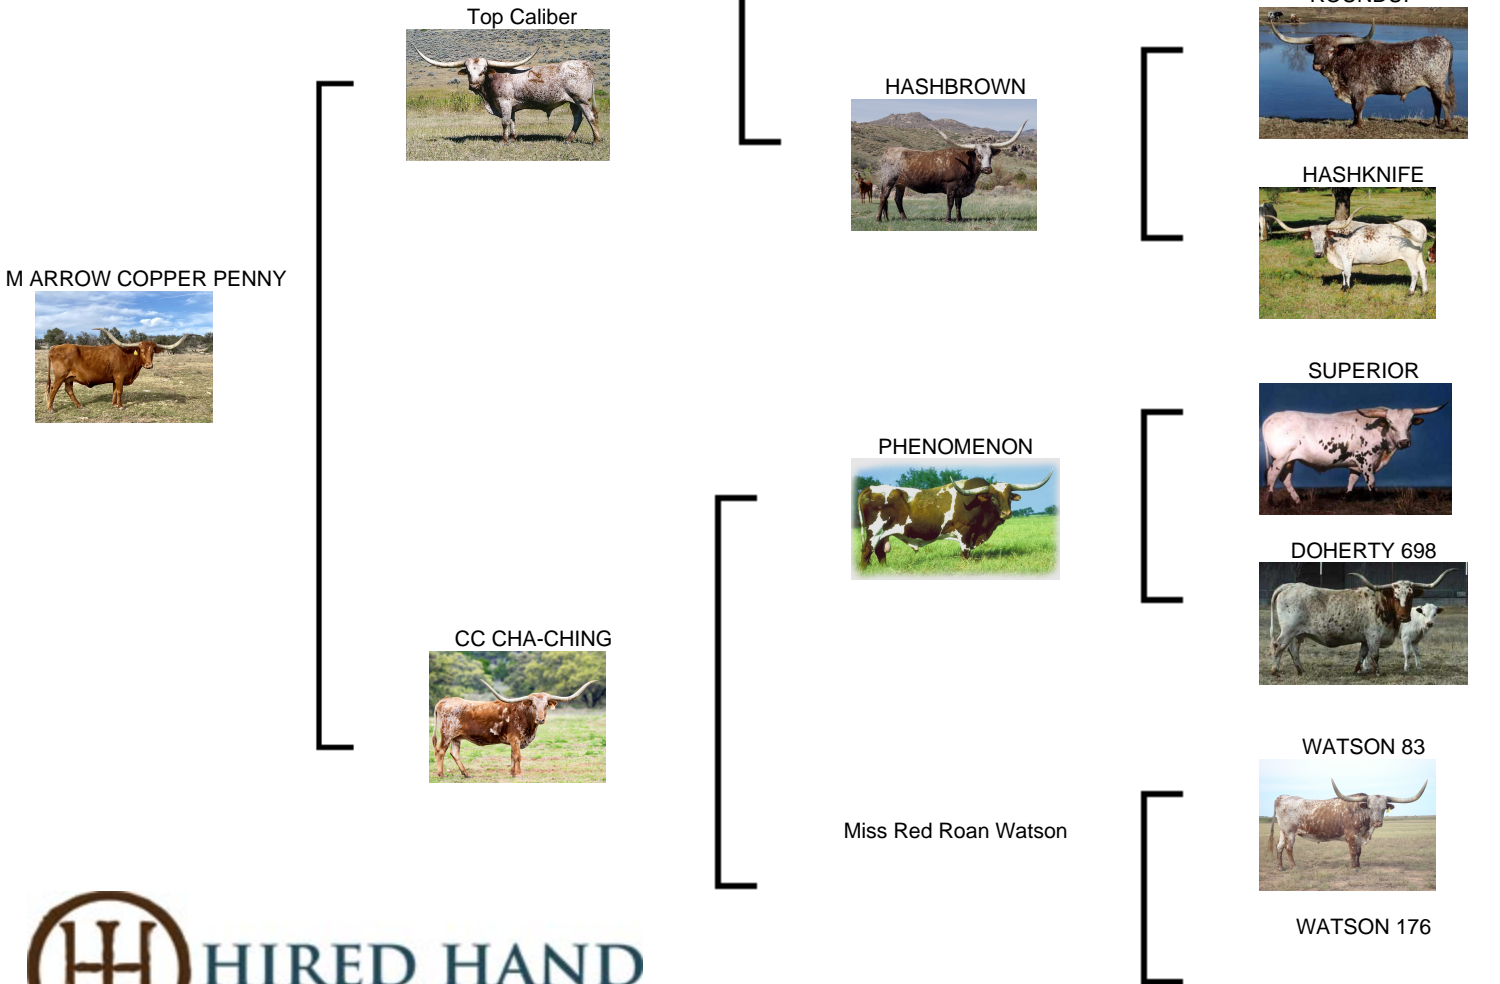 Top Caliber
HASHBROWN
HASHKNIFE
M ARROW COPPER PENNY
SUPERIOR
PHENOMENON
DOHERTY 698
CC CHA-CHING
WATSON 83
Miss Red Roan Watson
WATSON 176
HIRED HAND